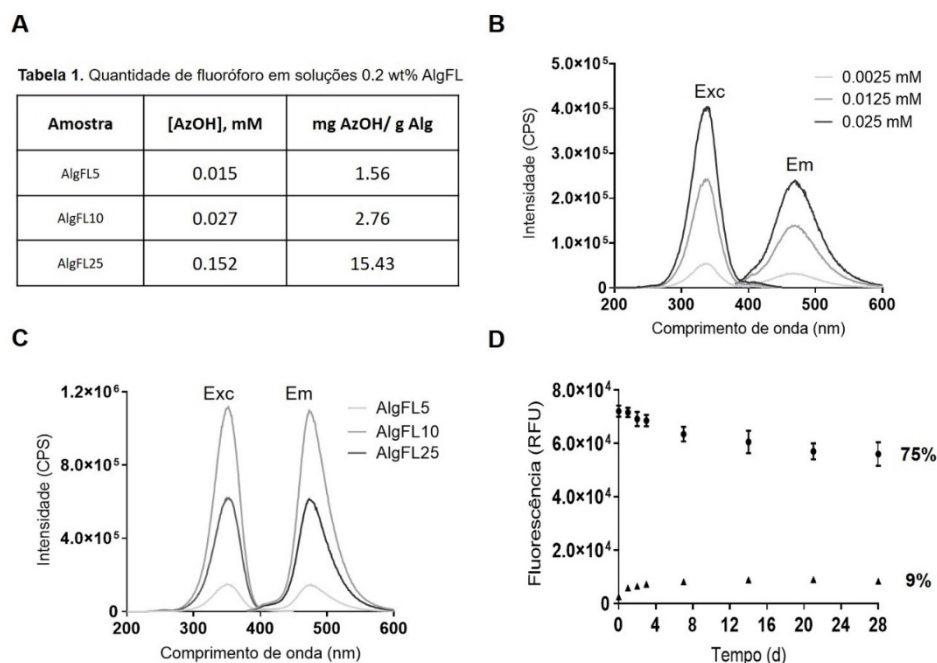 A
Tabela 1. Quantidade de fluoróforo em soluções 0.2 wt% AlgFL
Amostra [AzOH], mM mg AzOH/ g Alg
AlgFL5 0.015 1.56
AlgFL10 0.027 2.76
AlgFL25 0.152 15.43
B
Intensidade (CPS)
5.0×10⁵
4.0×10⁵
3.0×10⁵
2.0×10⁵
1.0×10⁵
0.0
Exc
Em
0.0025 mM
0.0125 mM
0.025 mM
200 300 400 500 600
Comprimento de onda (nm)
C
Intensidade (CPS)
1.2×10⁶
8.0×10⁵
4.0×10⁵
0
Exc Em
AlgFL5
AlgFL10
AlgFL25
200 300 400 500 600
Comprimento de onda (nm)
D
Fluorescência (RFU)
8.0×10⁴
6.0×10⁴
4.0×10⁴
2.0×10⁴
0
75%
9%
0 4 8 12 16 20 24 28
Tempo (d)